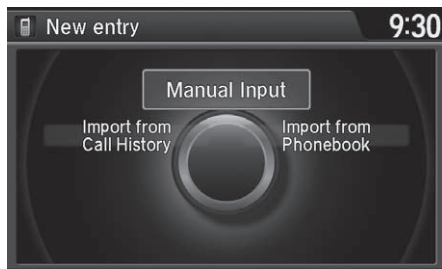 New entry
9:30
Manual Input
Import from
Call History
Import from
Phonebook